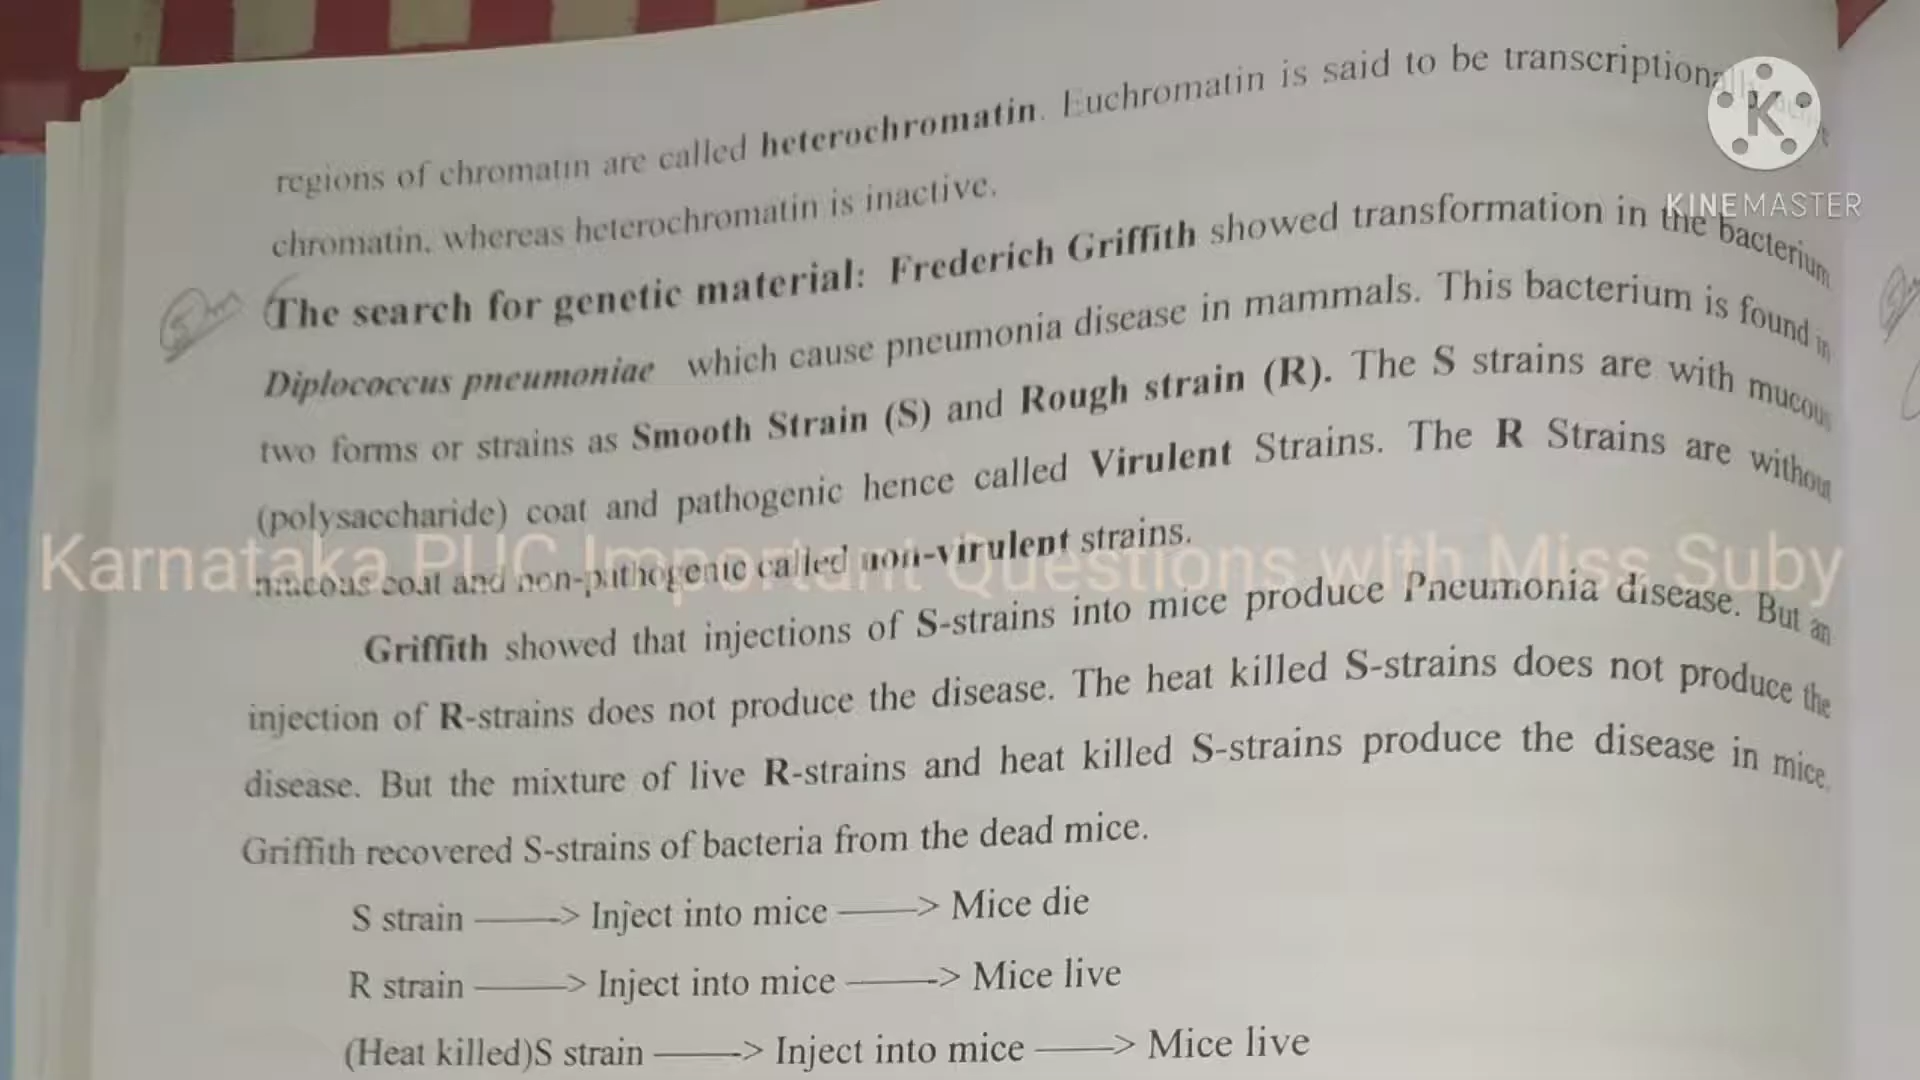 regions of chromatin are called heterochromatin. Euchromatin is said to be transcriptionally
chromatin, whereas heterochromatin is inactive.
The search for genetic material: Frederich Griffith showed transformation in the bacterium
Diplococcus pneumoniae which cause pneumonia disease in mammals. This bacterium is found in
two forms or strains as Smooth Strain (S) and Rough strain (R). The S strains are with mucous
(polysaccharide) coat and pathogenic hence called Virulent Strains. The R Strains are without
mucous coat and non-pathogenic called non-virulent strains.
Griffith showed that injections of S-strains into mice produce Pneumonia disease. But an
injection of R-strains does not produce the disease. The heat killed S-strains does not produce the
disease. But the mixture of live R-strains and heat killed S-strains produce the disease in mice.
Griffith recovered S-strains of bacteria from the dead mice.
S strain ———> Inject into mice ———> Mice die
R strain ———> Inject into mice ———> Mice live
(Heat killed)S strain ———> Inject into mice ———> Mice live
K
KINEMASTER
Karnataka PUC Important Questions with Miss Suby